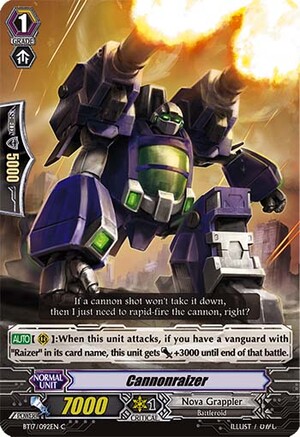 1
GRADE
5000
If a cannon shot won't take it down,
then I just need to rapid-fire the cannon, right?
AUTO [ ]:When this unit attacks, if you have a vanguard with
"Raizer" in its card name, this unit gets +3000 until end of that battle.
NORMAL UNIT
Cannonraizer
POWER 7000 1 CRITICAL Nova Grappler
Battleroid
BT17/092EN C ILLUST /